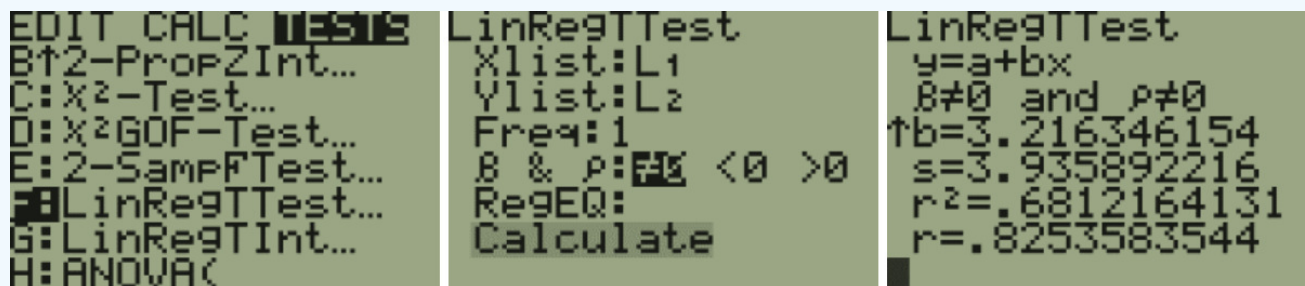 EDIT CALC TESTS
B↑2-PropZInt…
C:χ²-Test…
D:χ²GOF-Test…
E:2-SampFTest…
F:LinRegTTest…
G:LinRegTInt…
H:ANOVA(
LinRegTTest
Xlist:L₁
Ylist:L₂
Freq:1
β & ρ:≠0 <0 >0
RegEQ:
Calculate
LinRegTTest
y=a+bx
β≠0 and ρ≠0
↑b=3.216346154
s=3.935892216
r²=.6812164131
r=.8253583544